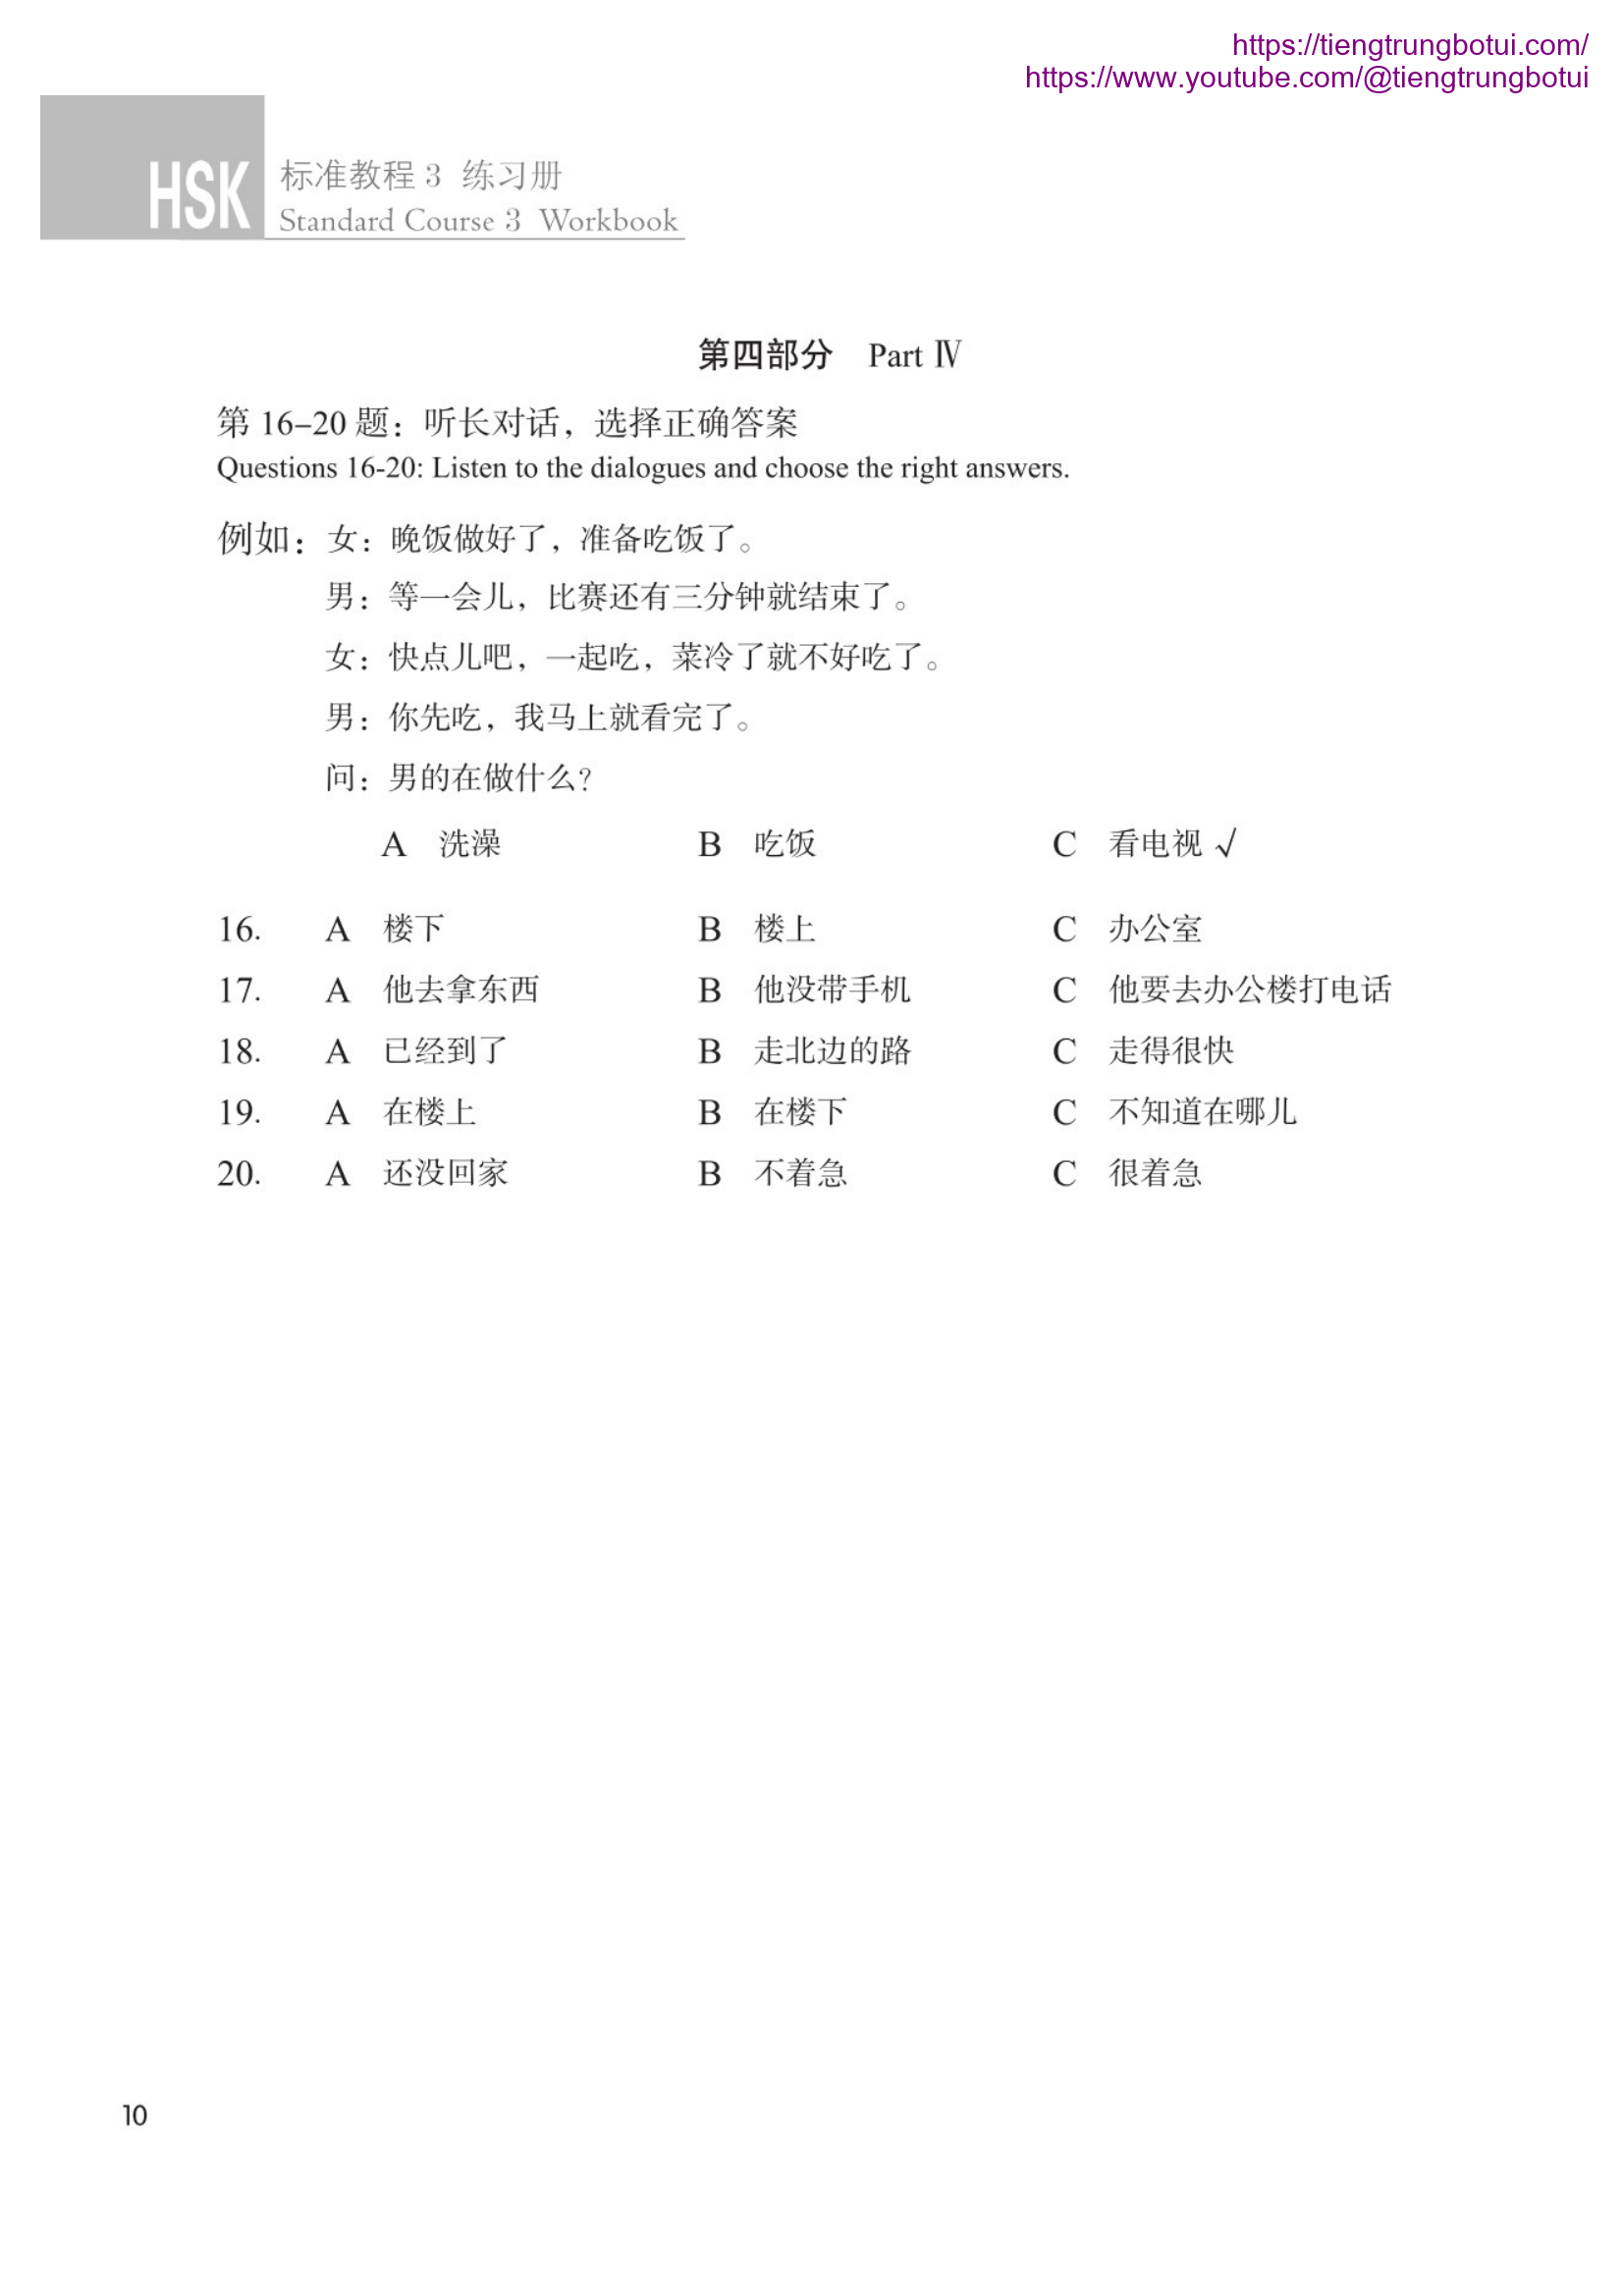 https://tiengtrungbotui.com/
https://www.youtube.com/@tiengtrungbotui
HSK 标准教程 3 练习册
Standard Course 3 Workbook
第四部分 Part Ⅳ
第 16–20 题：听长对话，选择正确答案
Questions 16-20: Listen to the dialogues and choose the right answers.
例如：女：晚饭做好了，准备吃饭了。
男：等一会儿，比赛还有三分钟就结束了。
女：快点儿吧，一起吃，菜冷了就不好吃了。
男：你先吃，我马上就看完了。
问：男的在做什么？
A 洗澡 B 吃饭 C 看电视 √
16. A 楼下 B 楼上 C 办公室
17. A 他去拿东西 B 他没带手机 C 他要去办公楼打电话
18. A 已经到了 B 走北边的路 C 走得很快
19. A 在楼上 B 在楼下 C 不知道在哪儿
20. A 还没回家 B 不着急 C 很着急
10